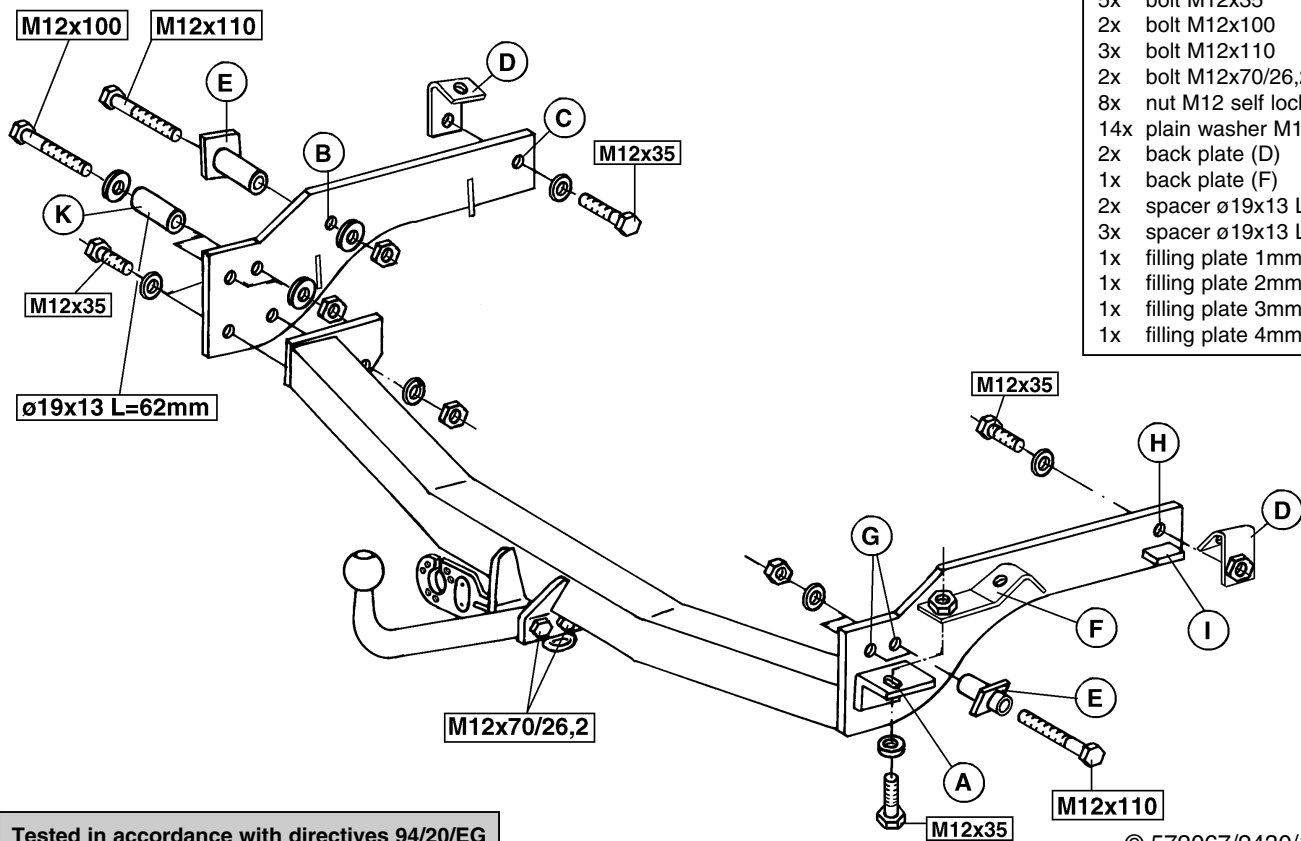 M12x100
M12x110
E
D
C
B
M12x35
K
M12x35
ø19x13 L=62mm
5x bolt M12x35
2x bolt M12x100
3x bolt M12x110
2x bolt M12x70/26,2
8x nut M12 self
14x plain washer
2x back plate (D)
1x back plate (F)
2x spacer ø19x13
3x spacer ø19x13
1x filling plate 1mm
1x filling plate 2mm
1x filling plate 3mm
1x filling plate 4mm
M12x35
H
D
G
F
I
E
M12x70/26,2
A
M12x110
M12x35
Tested in accordance with directives 94/20/EG